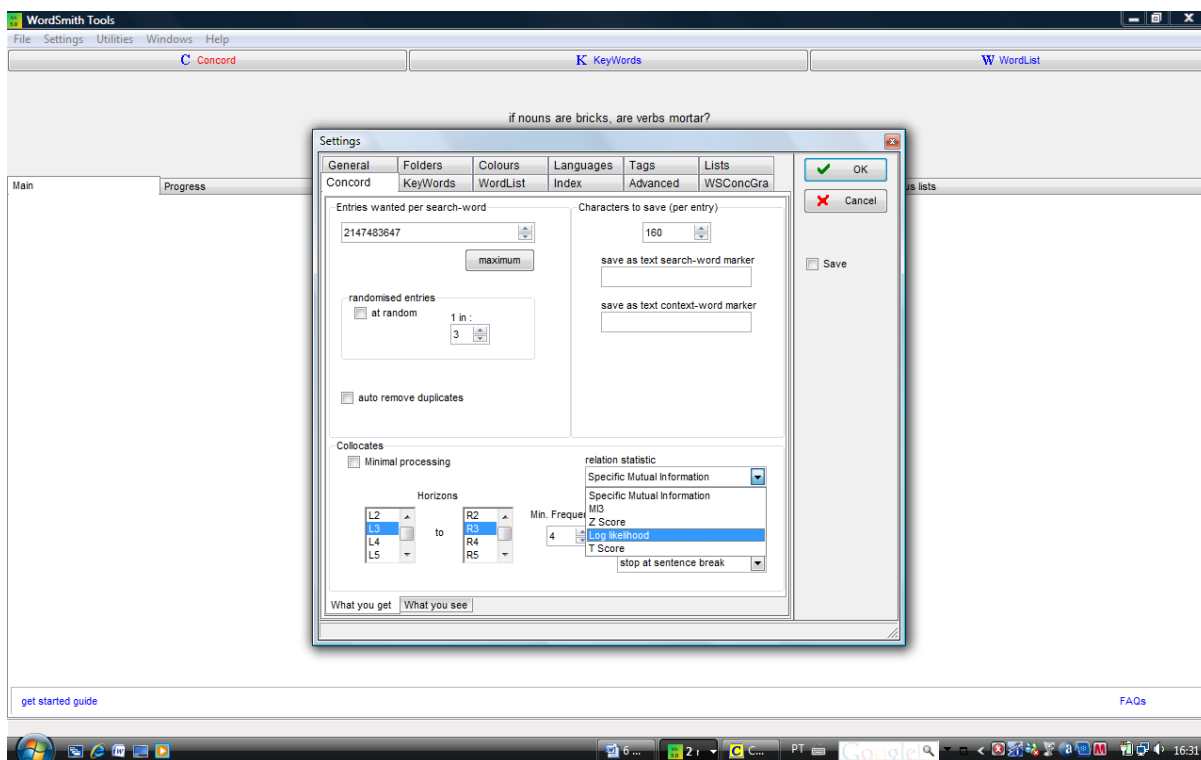 WordSmith Tools
File Settings Utilities Windows Help
C Concord
K KeyWords
W WordList
if nouns are bricks, are verbs mortar?
Settings
General Folders Colours Languages Tags Lists
Concord KeyWords WordList Index Advanced WSConcGra
OK
Cancel
Save
Main
Progress
us lists
Entries wanted per search-word
2147483647
maximum
randomised entries
at random
1 in :
3
auto remove duplicates
Characters to save (per entry)
160
save as text search-word marker
save as text context-word marker
Collocates
Minimal processing
Horizons
L2
L3
L4
L5
to
R2
R3
R4
R5
Min. Freque
4
relation statistic
Specific Mutual Information
Specific Mutual Information
MI3
Z Score
Log likelihood
T Score
stop at sentence break
What you get What you see
get started guide
FAQs
6 ...
2
C...
PT
Google
16:31